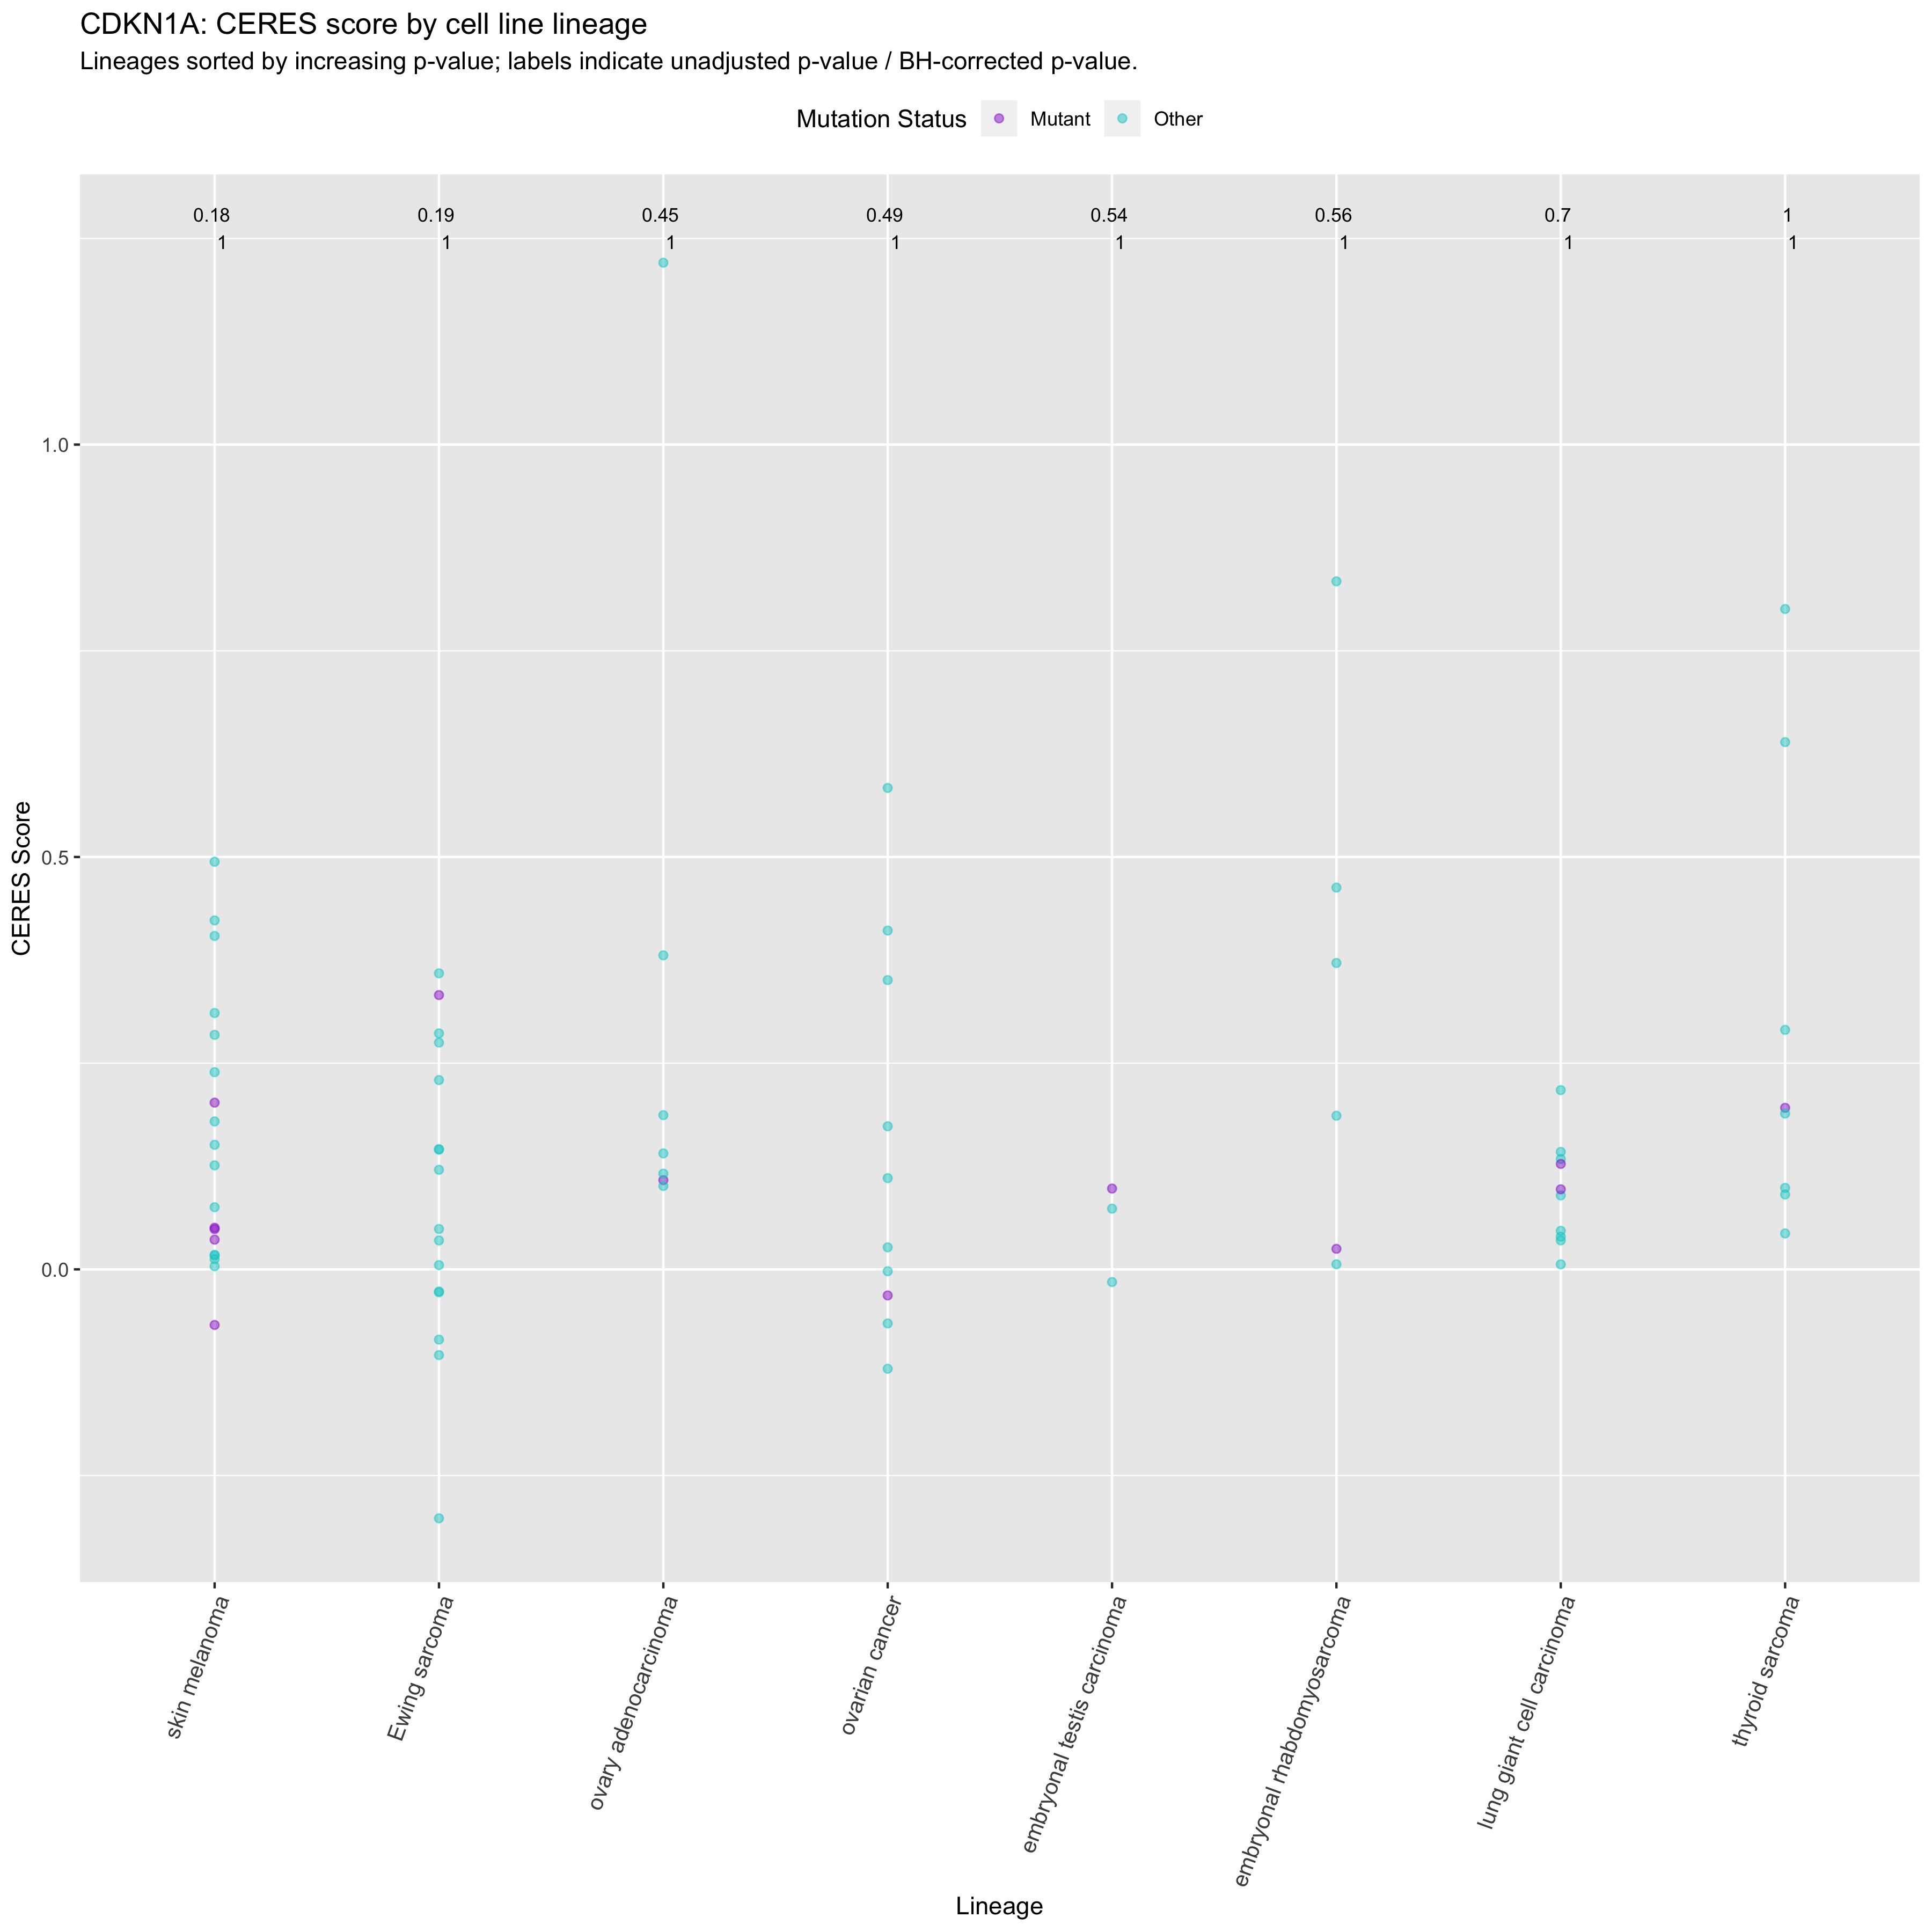 CDKN1A: CERES score by cell line lineage
Lineages sorted by increasing p-value; labels indicate unadjusted p-value / BH-corrected p-value.
Mutation Status Mutant Other
0.18 0.19 0.45 0.49 0.54 0.56 0.7 1
1 1 1 1 1 1 1 1
1.0
0.5
0.0
CERES Score
skin melanoma
Ewing sarcoma
ovary adenocarcinoma
ovarian cancer
embryonal testis carcinoma
embryonal rhabdomyosarcoma
lung giant cell carcinoma
thyroid sarcoma
Lineage